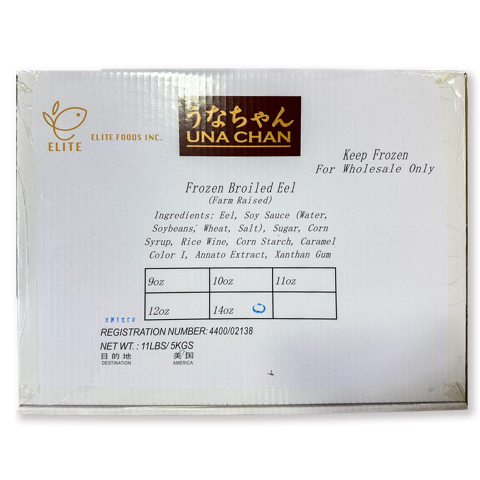 うなちゃん
UNA CHAN
ELITE
ELITE FOODS INC.
Keep Frozen
For Wholesale Only
Frozen Broiled Eel
(Farm Raised)
Ingredients: Eel, Soy Sauce (Water,
Soybeans, Wheat, Salt), Sugar, Corn
Syrup, Rice Wine, Corn Starch, Caramel
Color I, Annato Extract, Xanthan Gum
9oz 10oz 11oz
12oz 14oz
REGISTRATION NUMBER: 4400/02138
NET WT. : 11LBS/ 5KGS
目的地 美国
DESTINATION AMERICA